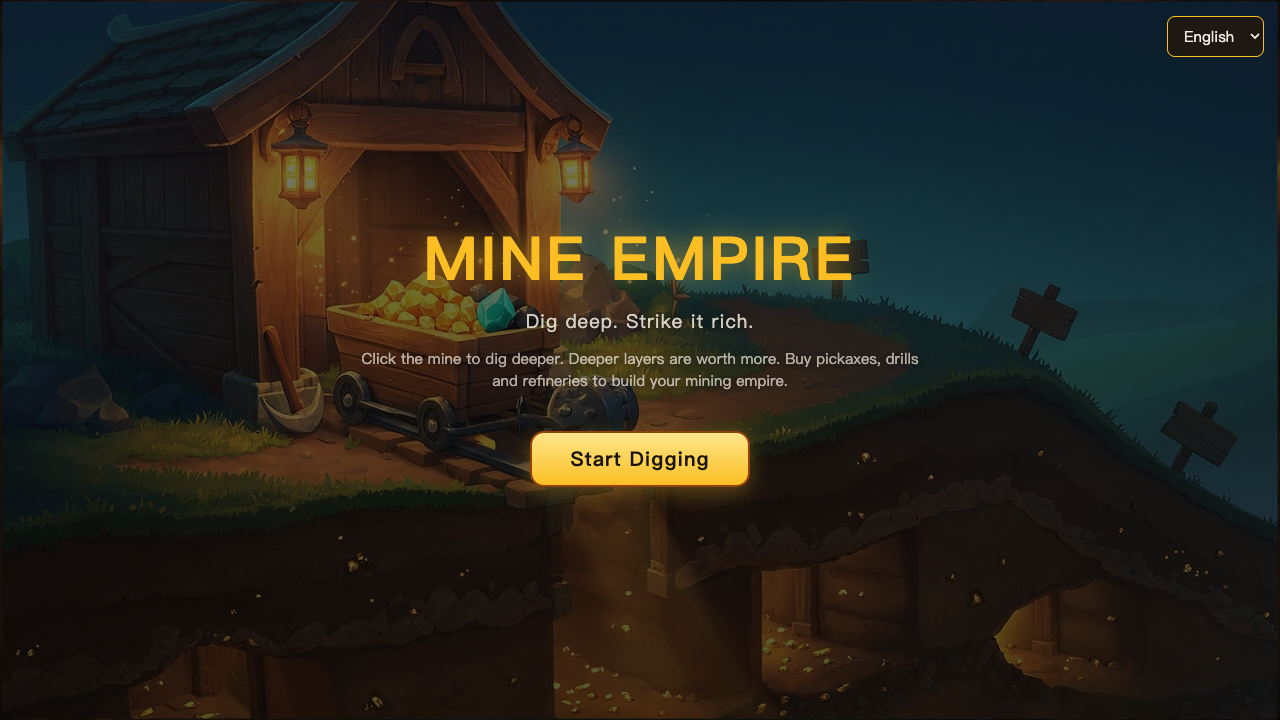 English
MINE EMPIRE
Dig deep. Strike it rich.
Click the mine to dig deeper. Deeper layers are worth more. Buy pickaxes, drills
and refineries to build your mining empire.
Start Digging